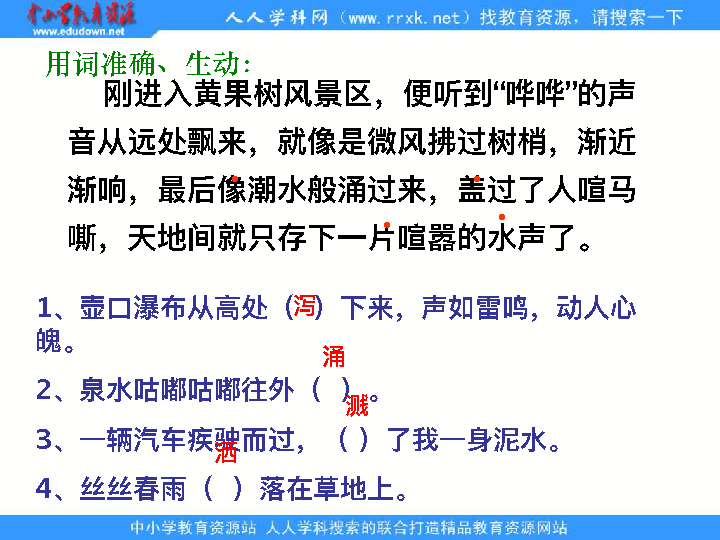 中小学教育资源
www.edudown.net
人人学科网（www.rrxk.net）找教育资源，请搜索一下
用词准确、生动：
刚进入黄果树风景区，便听到“哗哗”的声
音从远处飘来，就像是微风拂过树梢，渐近
渐响，最后像潮水般涌过来，盖过了人喧马
嘶，天地间就只存下一片喧嚣的水声了。
1、壶口瀑布从高处（泻）下来，声如雷鸣，动人心
魄。
涌
2、泉水咕嘟咕嘟往外（ ）。
溅
3、一辆汽车疾驶而过，（ ）了我一身泥水。
洒
4、丝丝春雨（ ）落在草地上。
中小学教育资源站 人人学科搜索的联合打造精品教育资源网站